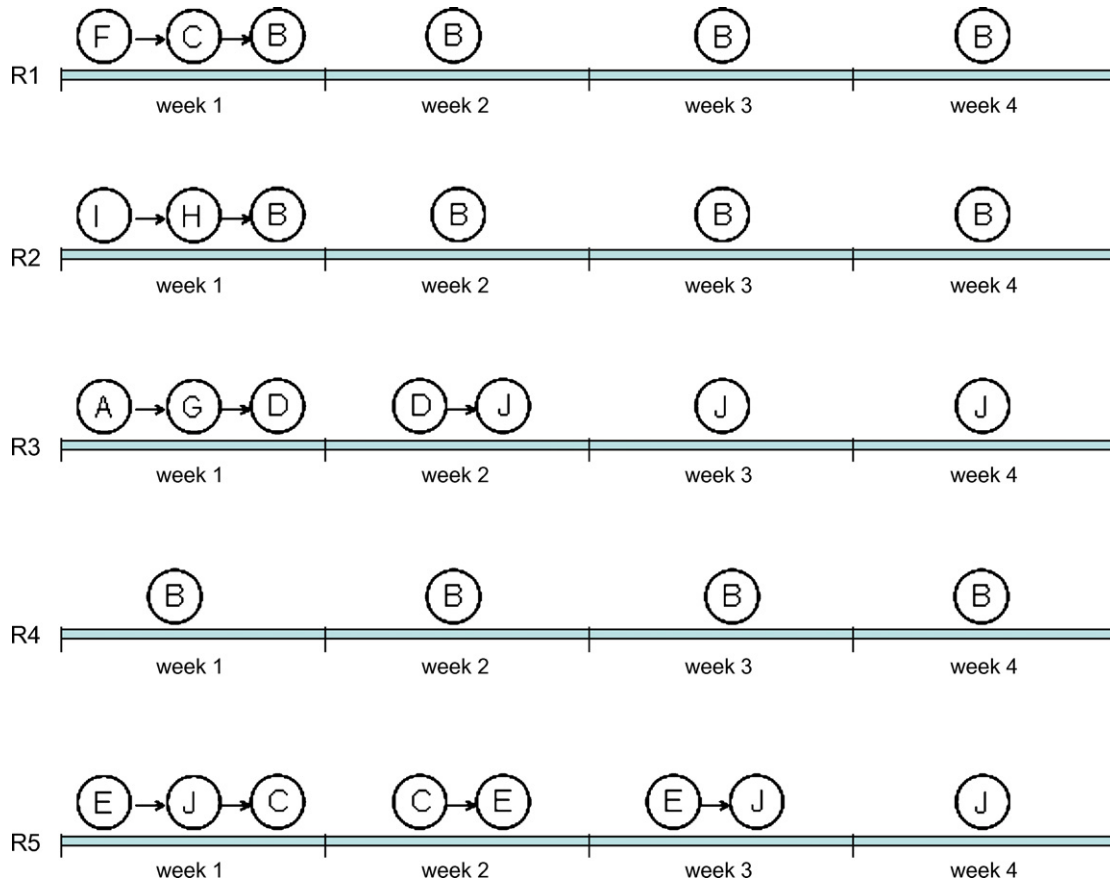 F C B B B B
R1
week 1 week 2 week 3 week 4
I H B B B B
R2
week 1 week 2 week 3 week 4
A G D D J J J
R3
week 1 week 2 week 3 week 4
B B B B
R4
week 1 week 2 week 3 week 4
E J C C E E J J
R5
week 1 week 2 week 3 week 4